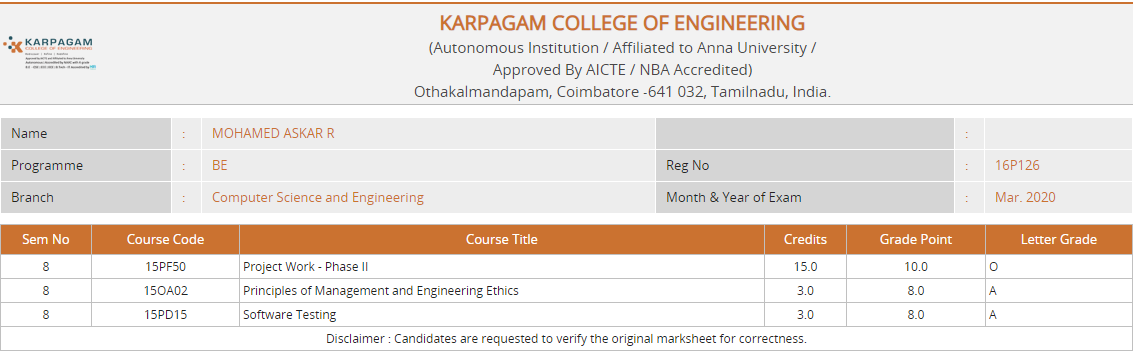 KARPAGAM COLLEGE OF ENGINEERING
KARPAGAM
COLLEGE OF ENGINEERING
(Autonomous Institution / Affiliated to Anna University /
Approved By AICTE / NBA Accredited)
Othakalmandapam, Coimbatore -641 032, Tamilnadu, India.
Name : MOHAMED ASKAR R :
Programme : BE Reg No : 16P126
Branch : Computer Science and Engineering Month & Year of Exam : Mar. 2020
Sem No Course Code Course Title Credits Grade Point Letter Grade
8 15PF50 Project Work - Phase II 15.0 10.0 O
8 15OA02 Principles of Management and Engineering Ethics 3.0 8.0 A
8 15PD15 Software Testing 3.0 8.0 A
Disclaimer : Candidates are requested to verify the original marksheet for correctness.